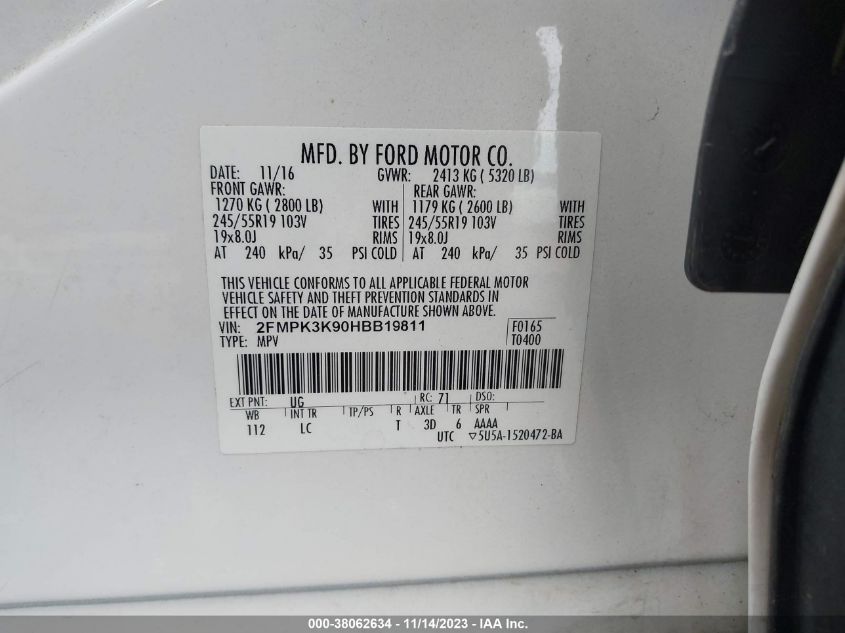 MFD. BY FORD MOTOR CO.
DATE: 11/16 GVWR: 2413 KG ( 5320 LB)
FRONT GAWR: REAR GAWR:
1270 KG ( 2800 LB) WITH 1179 KG ( 2600 LB) WITH
245/55R19 103V TIRES 245/55R19 103V TIRES
19x8.0J RIMS 19x8.0J RIMS
AT 240 kPa/ 35 PSI COLD AT 240 kPa/ 35 PSI COLD
THIS VEHICLE CONFORMS TO ALL APPLICABLE FEDERAL MOTOR
VEHICLE SAFETY AND THEFT PREVENTION STANDARDS IN
EFFECT ON THE DATE OF MANUFACTURE SHOWN ABOVE.
VIN: 2FMPK3K90HBB19811 F0165
TYPE: MPV T0400
EXT PNT: UG RC: 71 DSO:
WB INT TR TP/PS R AXLE TR SPR
112 LC T 3D 6 AAAA
UTC ▽5U5A-1520472-BA
000-38062634 - 11/14/2023 - IAA Inc.